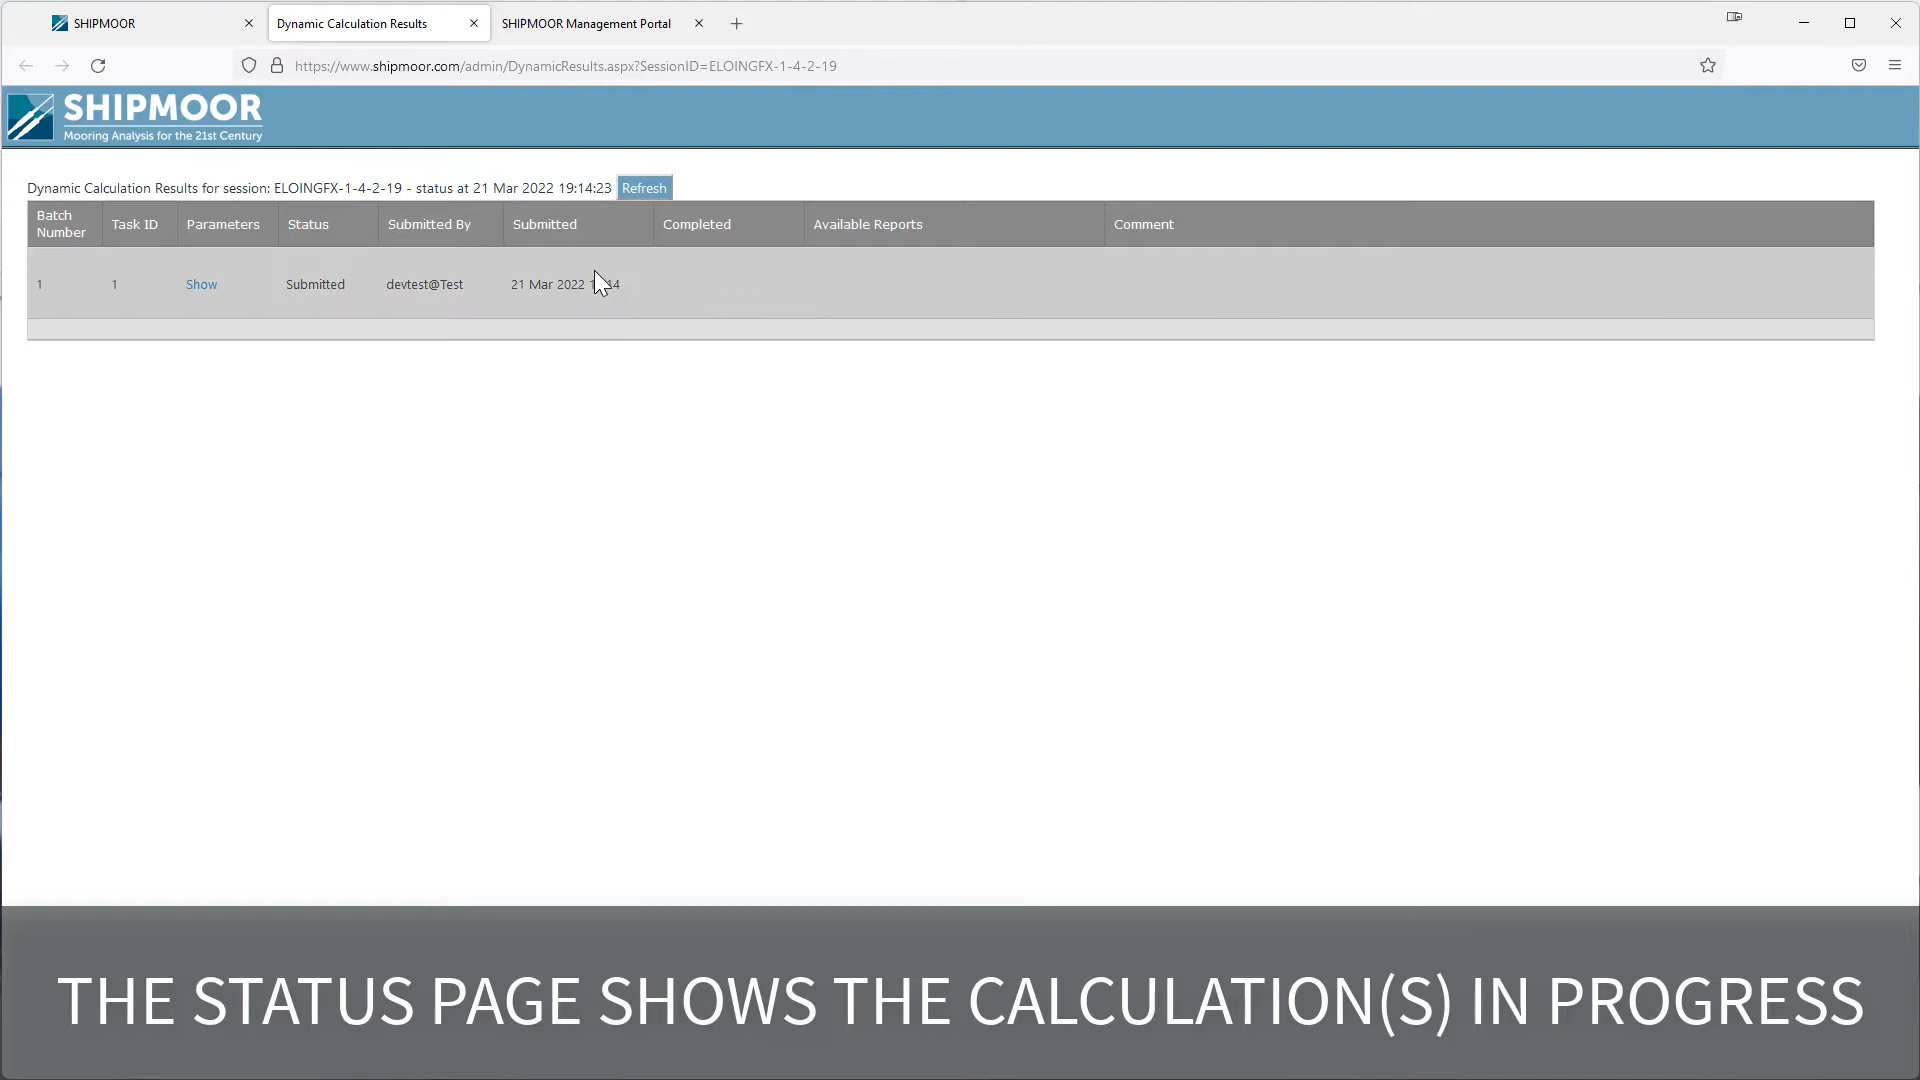 SHIPMOOR
Dynamic Calculation Results
SHIPMOOR Management Portal
https://www.shipmoor.com/admin/DynamicResults.aspx?SessionID=ELOINGFX-1-4-2-19
SHIPMOOR
Mooring Analysis for the 21st Century
Dynamic Calculation Results for session: ELOINGFX-1-4-2-19 - status at 21 Mar 2022 19:14:23 Refresh
Batch Number Task ID Parameters Status Submitted By Submitted Completed Available Reports Comment
1 1 Show Submitted devtest@Test 21 Mar 2022
THE STATUS PAGE SHOWS THE CALCULATION(S) IN PROGRESS